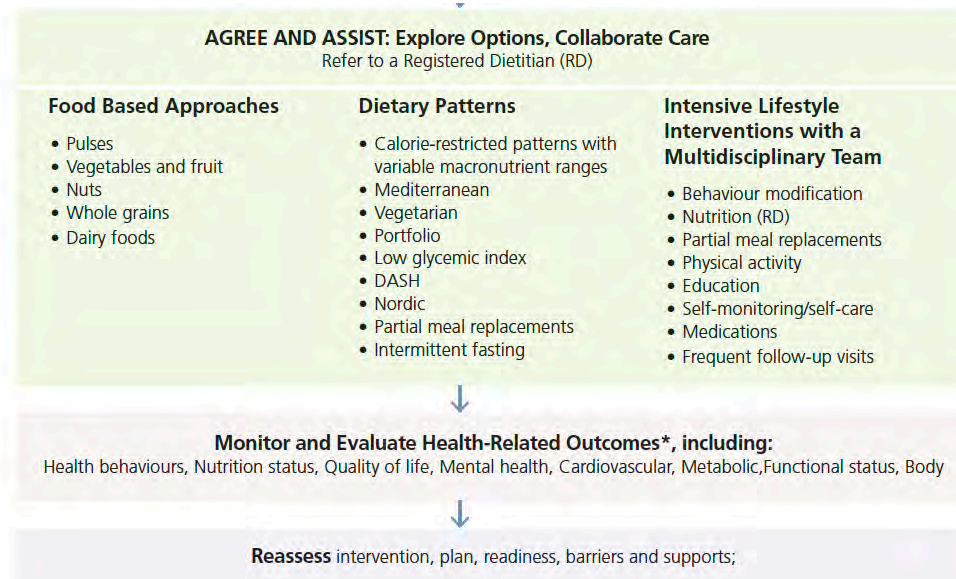 AGREE AND ASSIST: Explore Options, Collaborate Care
Refer to a Registered Dietitian (RD)
Food Based Approaches
• Pulses
• Vegetables and fruit
• Nuts
• Whole grains
• Dairy foods
Dietary Patterns
• Calorie-restricted patterns with
variable macronutrient ranges
• Mediterranean
• Vegetarian
• Portfolio
• Low glycemic index
• DASH
• Nordic
• Partial meal replacements
• Intermittent fasting
Intensive Lifestyle
Interventions with a
Multidisciplinary Team
• Behaviour modification
• Nutrition (RD)
• Partial meal replacements
• Physical activity
• Education
• Self-monitoring/self-care
• Medications
• Frequent follow-up visits
Monitor and Evaluate Health-Related Outcomes*, including:
Health behaviours, Nutrition status, Quality of life, Mental health, Cardiovascular, Metabolic,Functional status, Body
Reassess intervention, plan, readiness, barriers and supports;